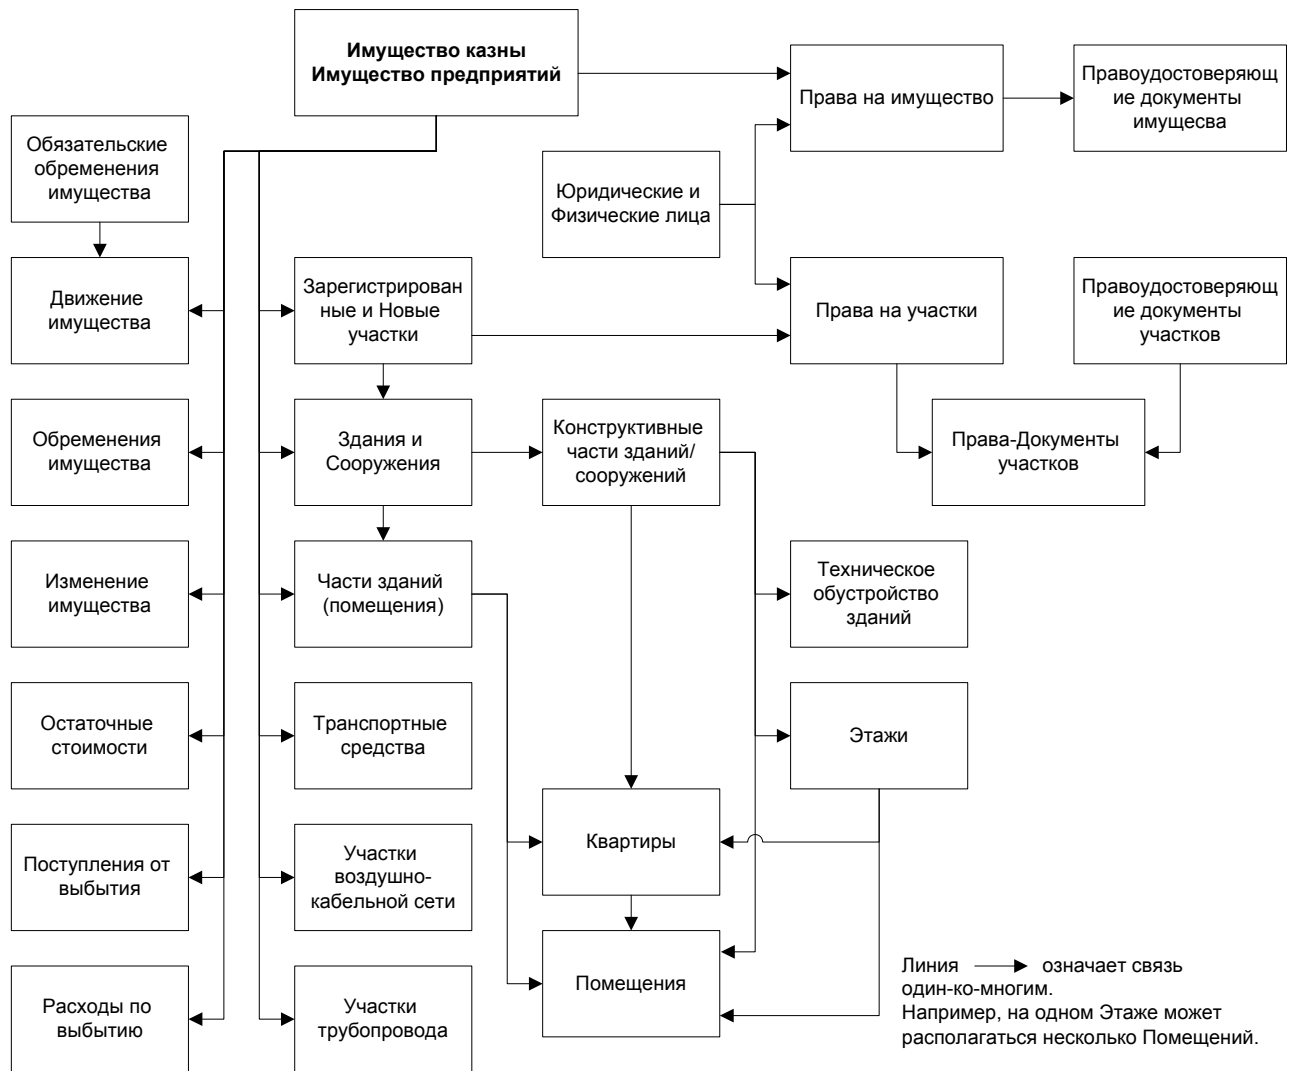 Имущество казны
Имущество предприятий
Права на имущество
Правоудостоверяющ
ие документы
имущесва
Обязательские
обременения
имущества
Юридические и
Физические лица
Движение
имущества
Зарегистрирован
ные и Новые
участки
Права на участки
Правоудостоверяющ
ие документы
участков
Обременения
имущества
Здания и
Сооружения
Конструктивные
части зданий/
сооружений
Права-Документы
участков
Изменение
имущества
Части зданий
(помещения)
Техническое
обустройство
зданий
Остаточные
стоимости
Транспортные
средства
Этажи
Квартиры
Поступления от
выбытия
Участки
воздушно-
кабельной сети
Помещения
Расходы по
выбытию
Участки
трубопровода
Линия означает связь
один-ко-многим.
Например, на одном Этаже может
располагаться несколько Помещений.